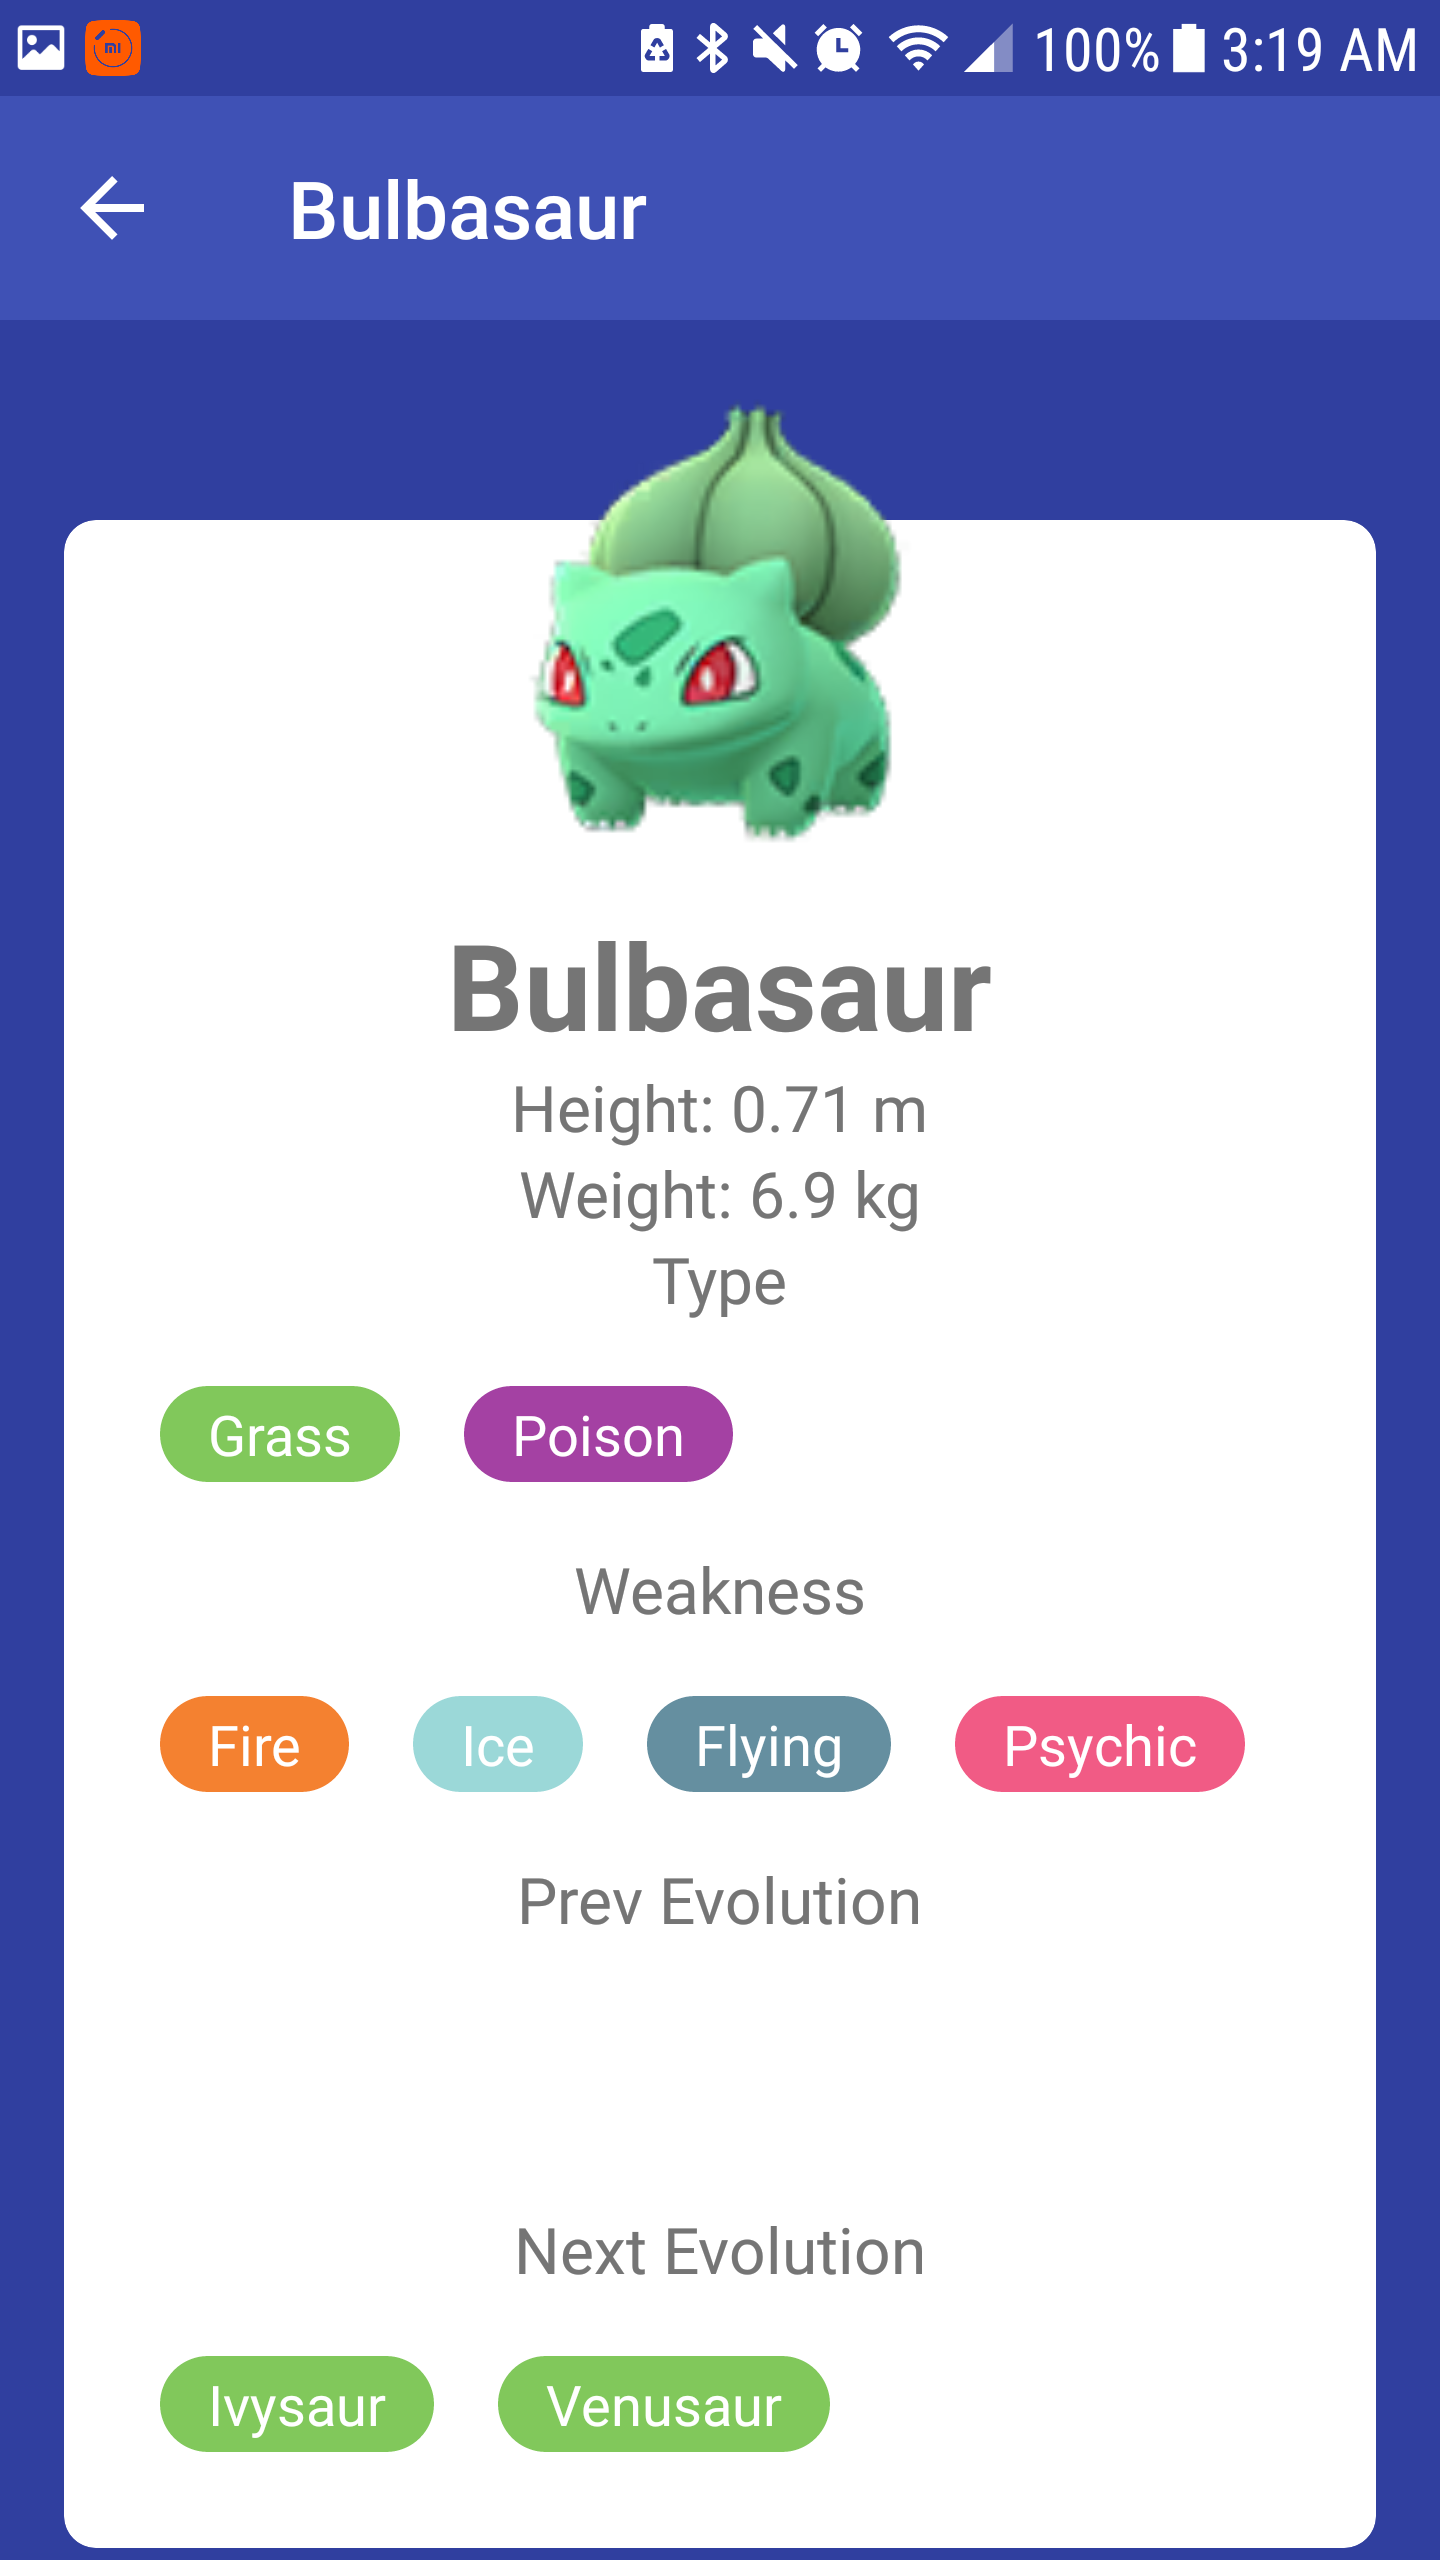 mi 100% 3:19 AM
Bulbasaur
Bulbasaur
Height: 0.71 m
Weight: 6.9 kg
Type
Grass Poison
Weakness
Fire Ice Flying Psychic
Prev Evolution
Next Evolution
Ivysaur Venusaur